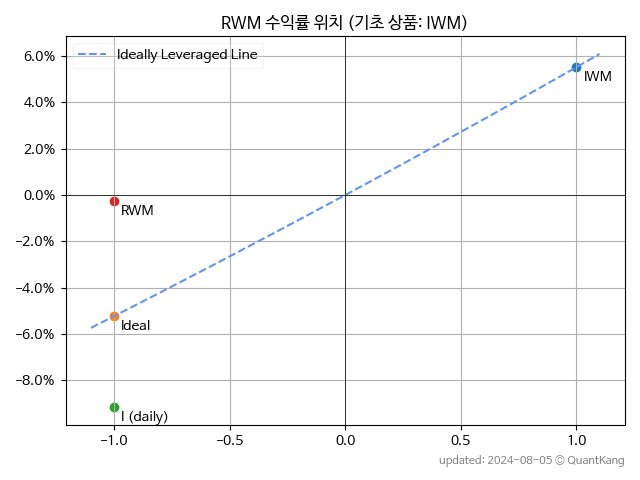 RWM 수익률 위치 (기초 상품: IWM)
Ideally Leveraged Line
6.0%
4.0%
2.0%
0.0%
-2.0%
-4.0%
-6.0%
-8.0%
IWM
RWM
Ideal
I (daily)
-1.0
-0.5
0.0
0.5
1.0
updated: 2024-08-05 © QuantKang